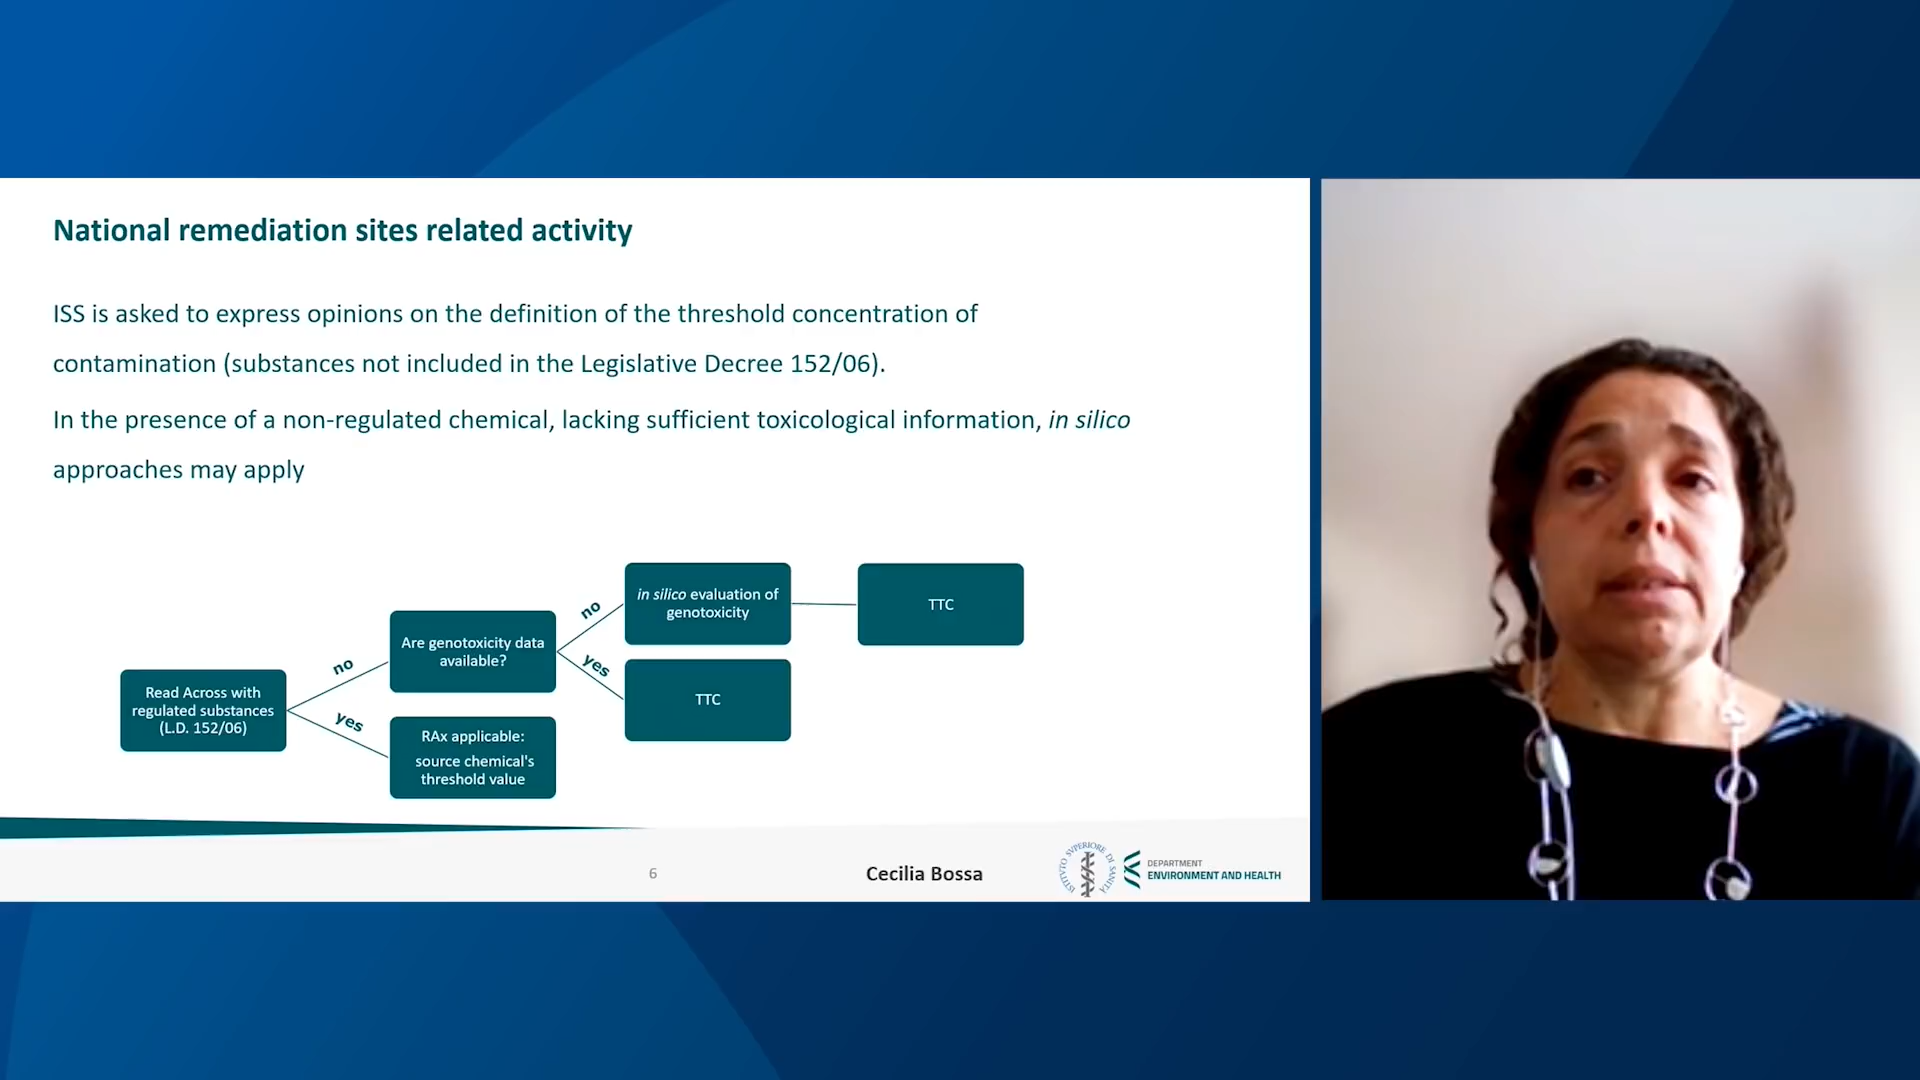 National remediation sites related activity
ISS is asked to express opinions on the definition of the threshold concentration of
contamination (substances not included in the Legislative Decree 152/06).
In the presence of a non-regulated chemical, lacking sufficient toxicological information, in silico
approaches may apply
Read Across with
regulated substances
(L.D. 152/06)
no
yes
Are genotoxicity data
available?
RAx applicable:
source chemical's
threshold value
no
yes
in silico evaluation of
genotoxicity
TTC
TTC
6
Cecilia Bossa
ISTITVTO SVPERIORE DI SANITÀ
DEPARTMENT
ENVIRONMENT AND HEALTH